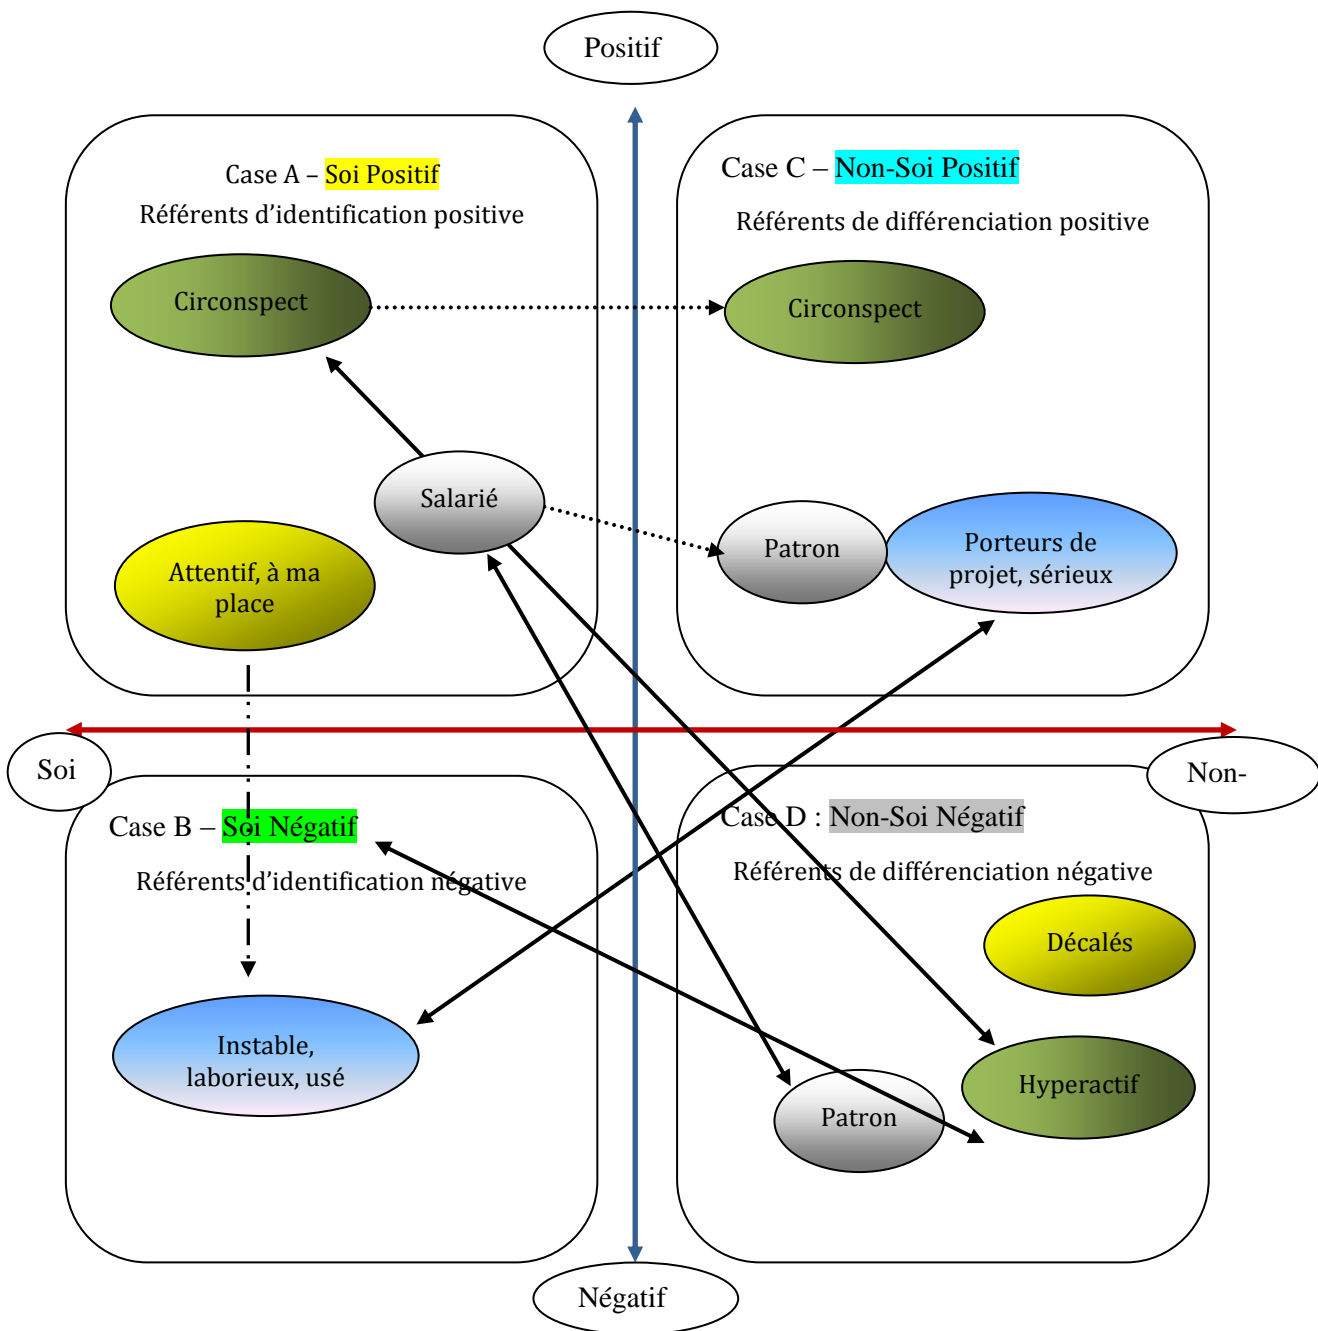 Positif
Case A – Soi Positif
Référents d’identification positive
Circonspect
Salarié
Attentif, à ma
place
Case C – Non-Soi Positif
Référents de différenciation positive
Circonspect
Patron
Porteurs de
projet, sérieux
Soi
Non-
Case B – Soi Négatif
Référents d’identification négative
Instable,
laborieux, usé
Case D : Non-Soi Négatif
Référents de différenciation négative
Décalés
Hyperactif
Patron
Négatif